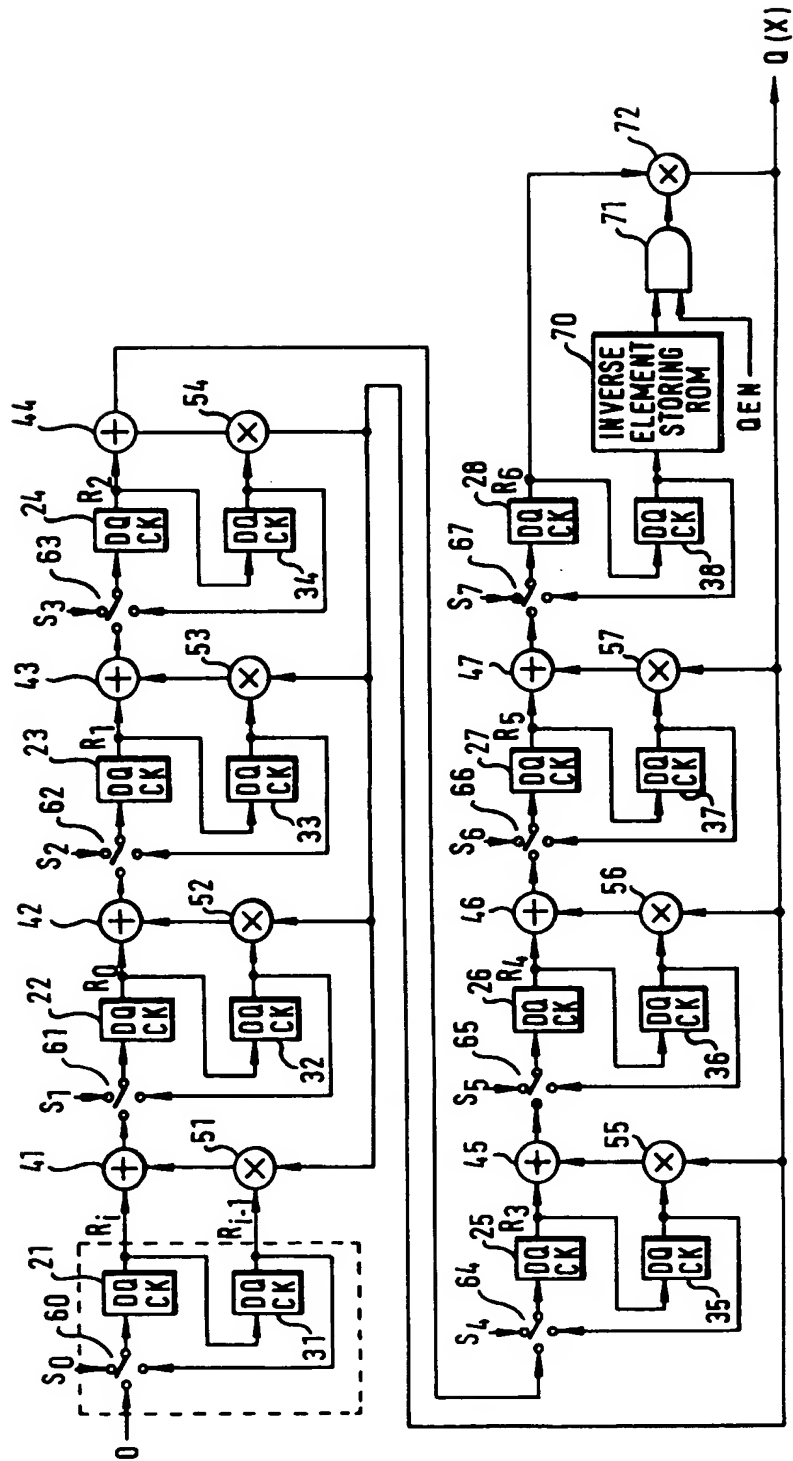 S0 60 21 Ri 41 S1 61 22 R0 42 S2 62 23 R1 43 S3 63 24 R2 44
0
DQ CK
DQ CK
DQ CK
DQ CK
31 Ri-1 51 32 52 33 53 34 54
DQ CK
DQ CK
DQ CK
DQ CK
S4 64 25 R3 45 S5 65 26 R4 46 S6 66 27 R5 47 S7 67 28 R6
DQ CK
DQ CK
DQ CK
DQ CK
35 55 36 56 37 57 38 70 71 72
DQ CK
DQ CK
DQ CK
DQ CK
INVERSE
ELEMENT
STORING
ROM
QEN
Q(X)